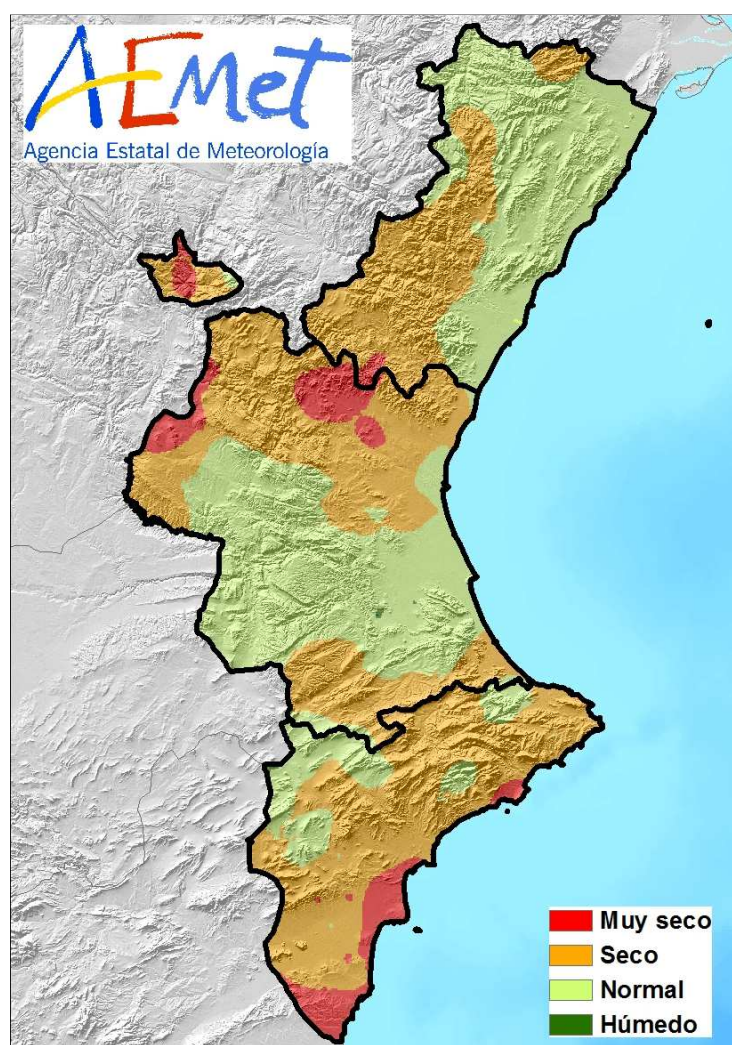 AEmet
Agencia Estatal de Meteorología
Muy seco
Seco
Normal
Húmedo